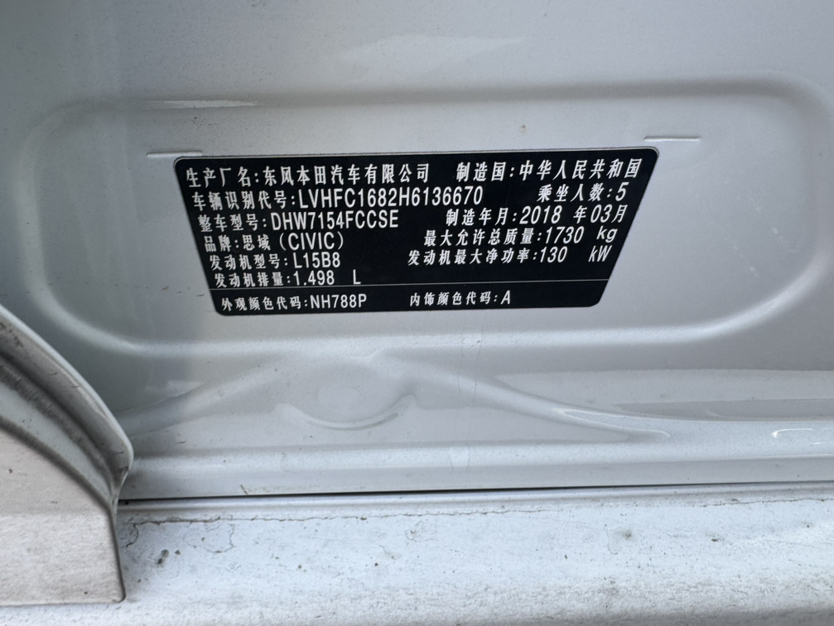 生产厂名:东风本田汽车有限公司 制造国:中华人民共和国
车辆识别代号:LVHFC1682H6136670 乘坐人数:5
整车型号:DHW7154FCCSE 制造年月:2018 年03月
品牌:思域(CIVIC) 最大允许总质量:1730 kg
发动机型号:L15B8 发动机最大净功率:130 kW
发动机排量:1.498 L
外观颜色代码:NH788P 内饰颜色代码:A